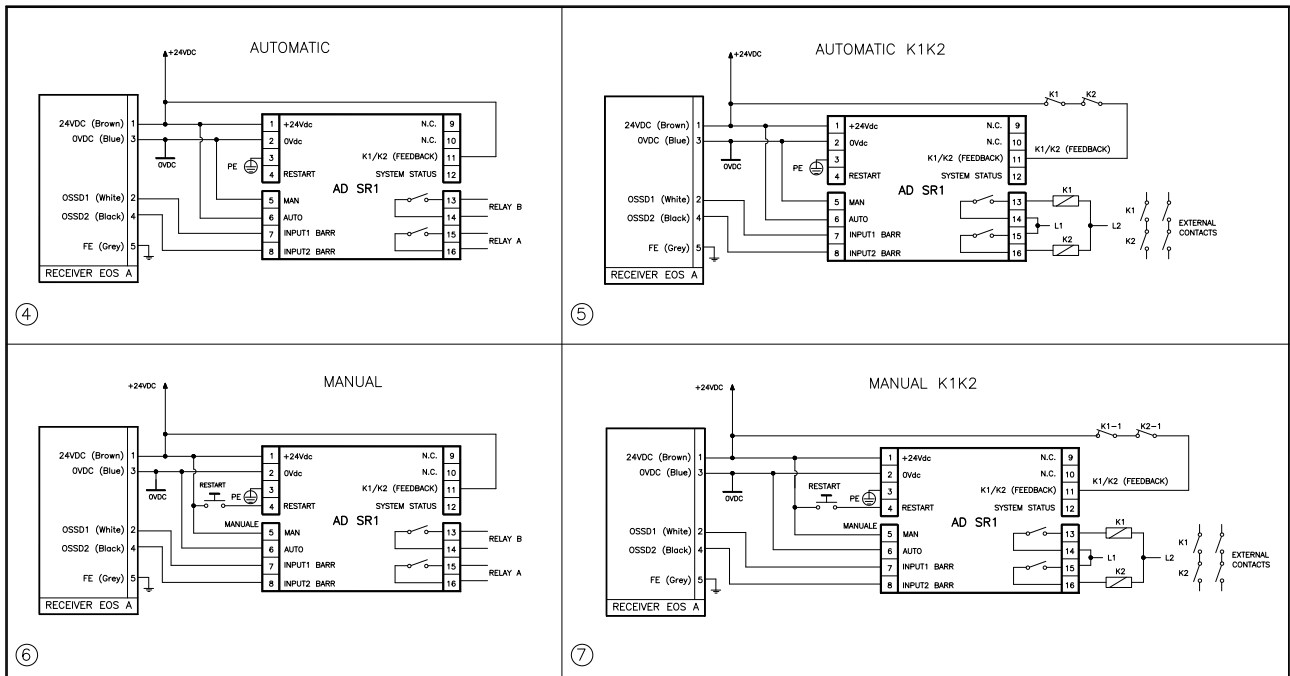 AUTOMATIC
+24VDC
24VDC (Brown) 1
0VDC (Blue) 3
0VDC
OSSD1 (White) 2
OSSD2 (Black) 4
FE (Grey) 5
RECEIVER EOS A
1 +24Vdc N.C. 9
2 0Vdc N.C. 10
PE 3 K1/K2 (FEEDBACK) 11
4 RESTART SYSTEM STATUS 12
AD SR1
5 MAN 13
RELAY B
6 AUTO 14
7 INPUT1 BARR 15
RELAY A
8 INPUT2 BARR 16
4
AUTOMATIC K1K2
+24VDC
K1 K2
24VDC (Brown) 1
0VDC (Blue) 3
0VDC
OSSD1 (White) 2
OSSD2 (Black) 4
FE (Grey) 5
RECEIVER EOS A
1 +24Vdc N.C. 9
2 0Vdc N.C. 10
K1/K2 (FEEDBACK)
PE 3 K1/K2 (FEEDBACK) 11
4 RESTART SYSTEM STATUS 12
AD SR1
5 MAN 13
K1
6 AUTO 14
L1 L2
7 INPUT1 BARR 15
K2
8 INPUT2 BARR 16
K1
K2
EXTERNAL
CONTACTS
5
MANUAL
+24VDC
24VDC (Brown) 1
0VDC (Blue) 3
0VDC
OSSD1 (White) 2
OSSD2 (Black) 4
FE (Grey) 5
RECEIVER EOS A
1 +24Vdc N.C. 9
2 0Vdc N.C. 10
RESTART
PE 3 K1/K2 (FEEDBACK) 11
4 RESTART SYSTEM STATUS 12
AD SR1
MANUALE
5 MAN 13
RELAY B
6 AUTO 14
7 INPUT1 BARR 15
RELAY A
8 INPUT2 BARR 16
6
MANUAL K1K2
+24VDC
K1-1 K2-1
24VDC (Brown) 1
0VDC (Blue) 3
0VDC
OSSD1 (White) 2
OSSD2 (Black) 4
FE (Grey) 5
RECEIVER EOS A
1 +24Vdc N.C. 9
2 0Vdc N.C. 10
K1/K2 (FEEDBACK)
RESTART
PE 3 K1/K2 (FEEDBACK) 11
4 RESTART SYSTEM STATUS 12
AD SR1
MANUALE
5 MAN 13
K1
6 AUTO 14
L1 L2
7 INPUT1 BARR 15
K2
8 INPUT2 BARR 16
K1
K2
EXTERNAL
CONTACTS
7